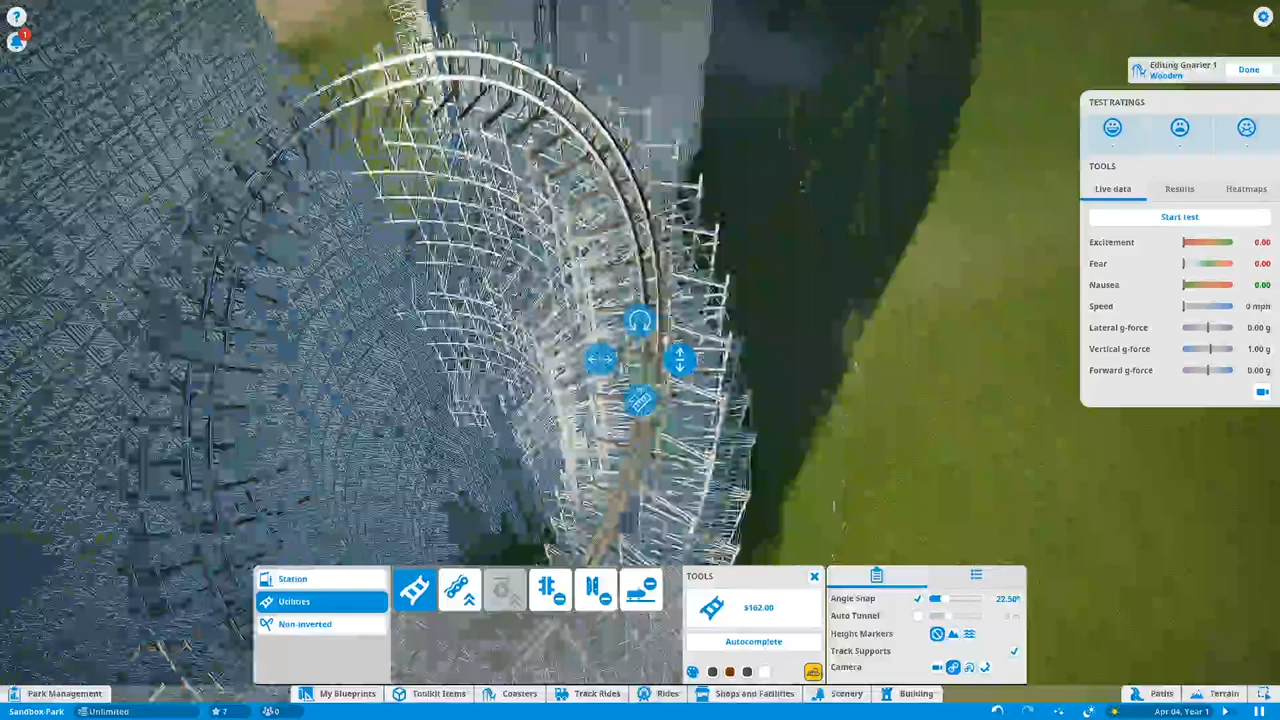 ?
1
Editing Gnarler 1
Wooden
Done
TEST RATINGS
- - -
TOOLS
Live data Results Heatmaps
Start test
Excitement 0.00
Fear 0.00
Nausea 0.00
Speed 0 mph
Lateral g-force 0.00 g
Vertical g-force 1.00 g
Forward g-force 0.00 g
Station
Utilities
Non-inverted
TOOLS
$162.00
Autocomplete
Angle Snap 22.50°
Auto Tunnel 0 m
Height Markers
Track Supports
Camera
Park Management My Blueprints Toolkit Items Coasters Track Rides Rides Shops and Facilities Scenery Building Paths Terrain
Sandbox-Park Unlimited 7 0 Apr 04, Year 1